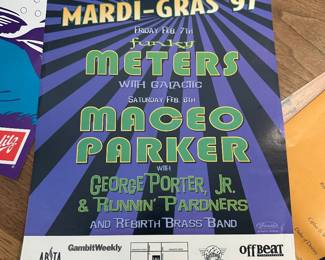 MARDI-GRAS '97
FRIDAY FEB. 7TH
funky
METERS
WITH GALACTIC
SATURDAY FEB. 8TH
MACEO
PARKER
WITH
GEORGE PORTER, JR.
& RUNNIN' PARDNERS
AND REBIRTH BRASS BAND
ABITA
GambitWeekly
OFFBEAT